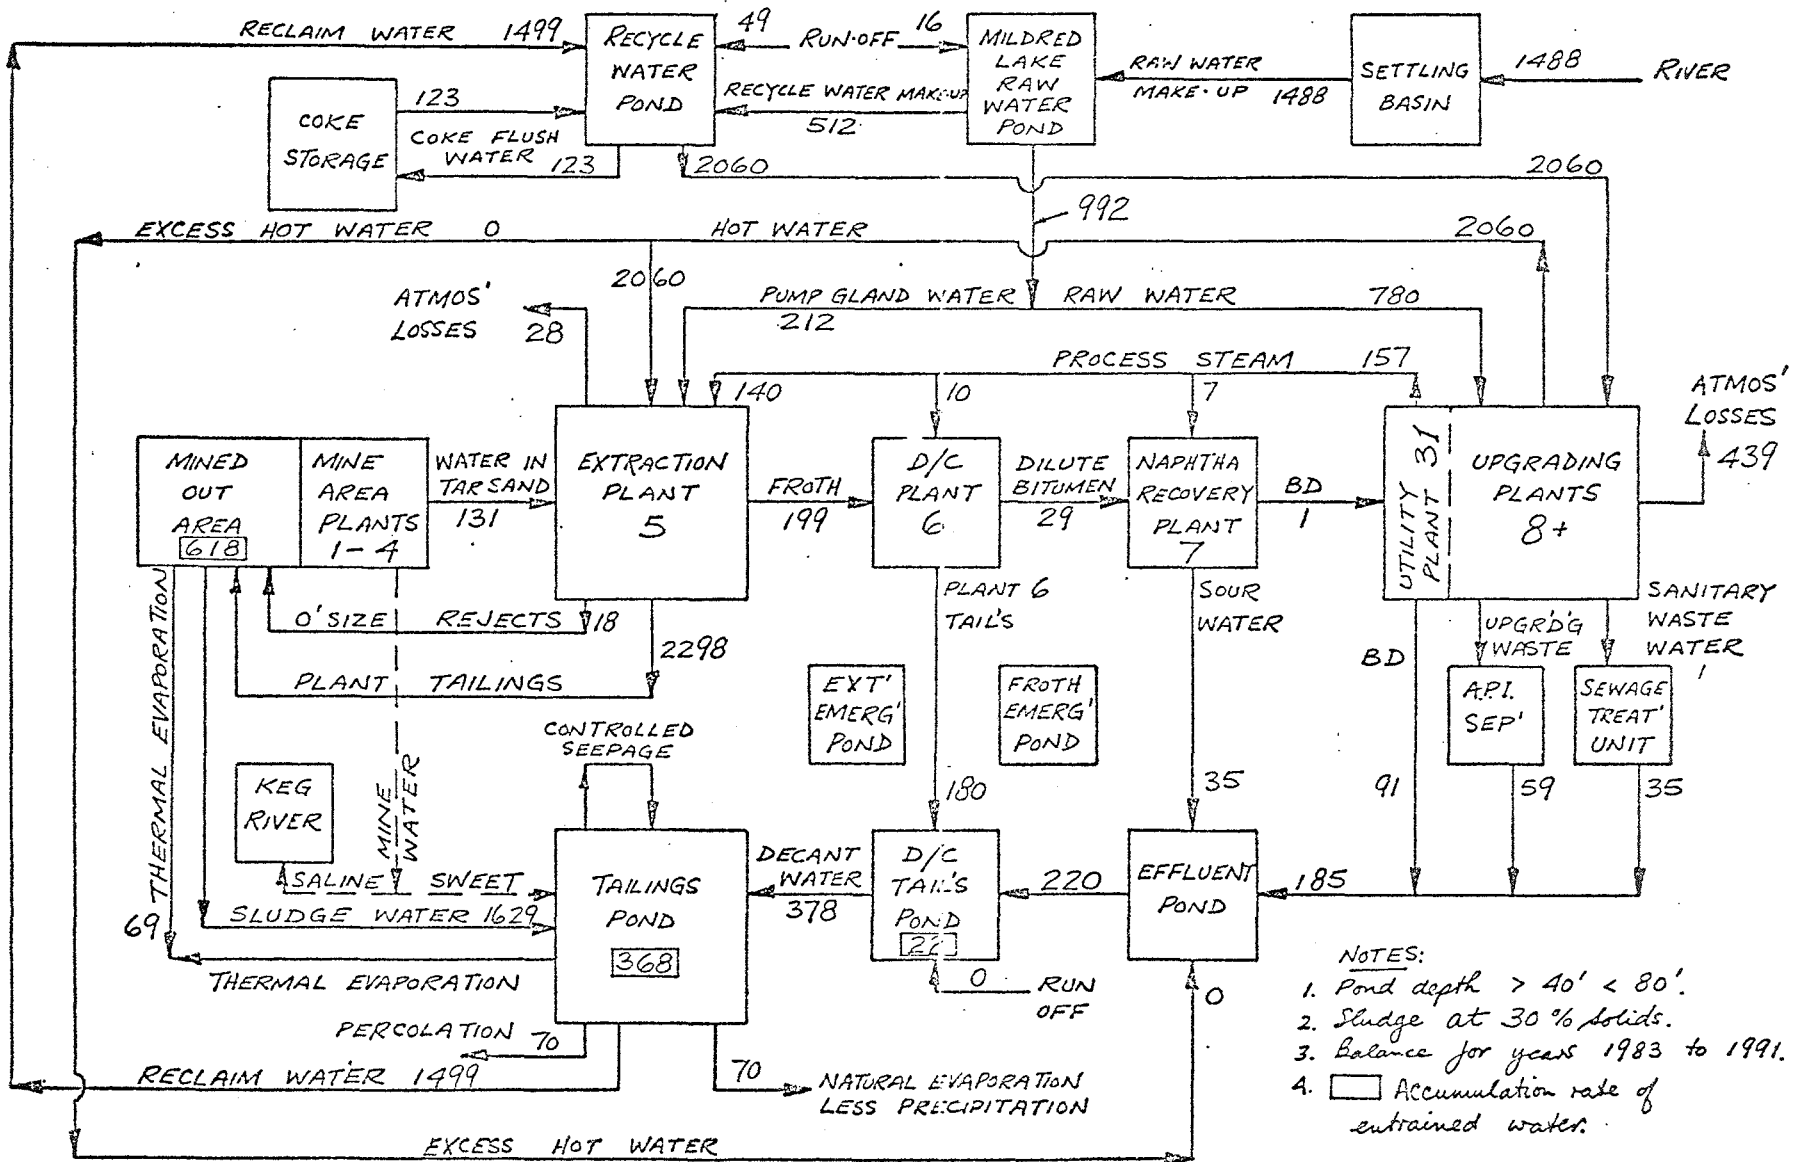 RECLAIM WATER 1499
RECYCLE
WATER
POND
49
RUN-OFF
16
MILDRED
LAKE
RAW
WATER
POND
RAW WATER
MAKE-UP 1488
SETTLING
BASIN
1488
RIVER
COKE
STORAGE
123
COKE FLUSH
WATER
123
RECYCLE WATER MAKE-UP
512
2060
2060
992
EXCESS HOT WATER 0
HOT WATER
2060
2060
ATMOS'
LOSSES
28
PUMP GLAND WATER
212
RAW WATER
780
PROCESS STEAM 157
140
10
7
ATMOS'
LOSSES
439
MINED
OUT
AREA
618
MINE
AREA
PLANTS
1-4
WATER IN
TAR SAND
131
EXTRACTION
PLANT
5
FROTH
199
D/C
PLANT
6
DILUTE
BITUMEN
29
NAPHTHA
RECOVERY
PLANT
7
BD
1
UTILITY
PLANT 31
UPGRADING
PLANTS
8+
O'SIZE REJECTS 18
2298
PLANT TAILINGS
THERMAL EVAPORATION
PLANT 6
TAIL'S
SOUR
WATER
BD
UPGR'D'G
WASTE
SANITARY
WASTE
WATER
1
CONTROLLED
SEEPAGE
EXT'
EMERG'
POND
FROTH
EMERG'
POND
A.P.I.
SEP'
SEWAGE
TREAT'
UNIT
KEG
RIVER
MINE
WATER
180
35
91
59
35
SALINE
SWEET
SLUDGE WATER 1629
69
THERMAL EVAPORATION
TAILINGS
POND
368
DECANT
WATER
378
D/C
TAIL'S
POND
22
220
EFFLUENT
POND
185
0
RUN
OFF
0
PERCOLATION 70
RECLAIM WATER 1499
70
NATURAL EVAPORATION
LESS PRECIPITATION
EXCESS HOT WATER
NOTES:
1. Pond depth > 40' < 80'.
2. Sludge at 30% solids.
3. Balance for years 1983 to 1991.
4. Accumulation rate of
entrained water.